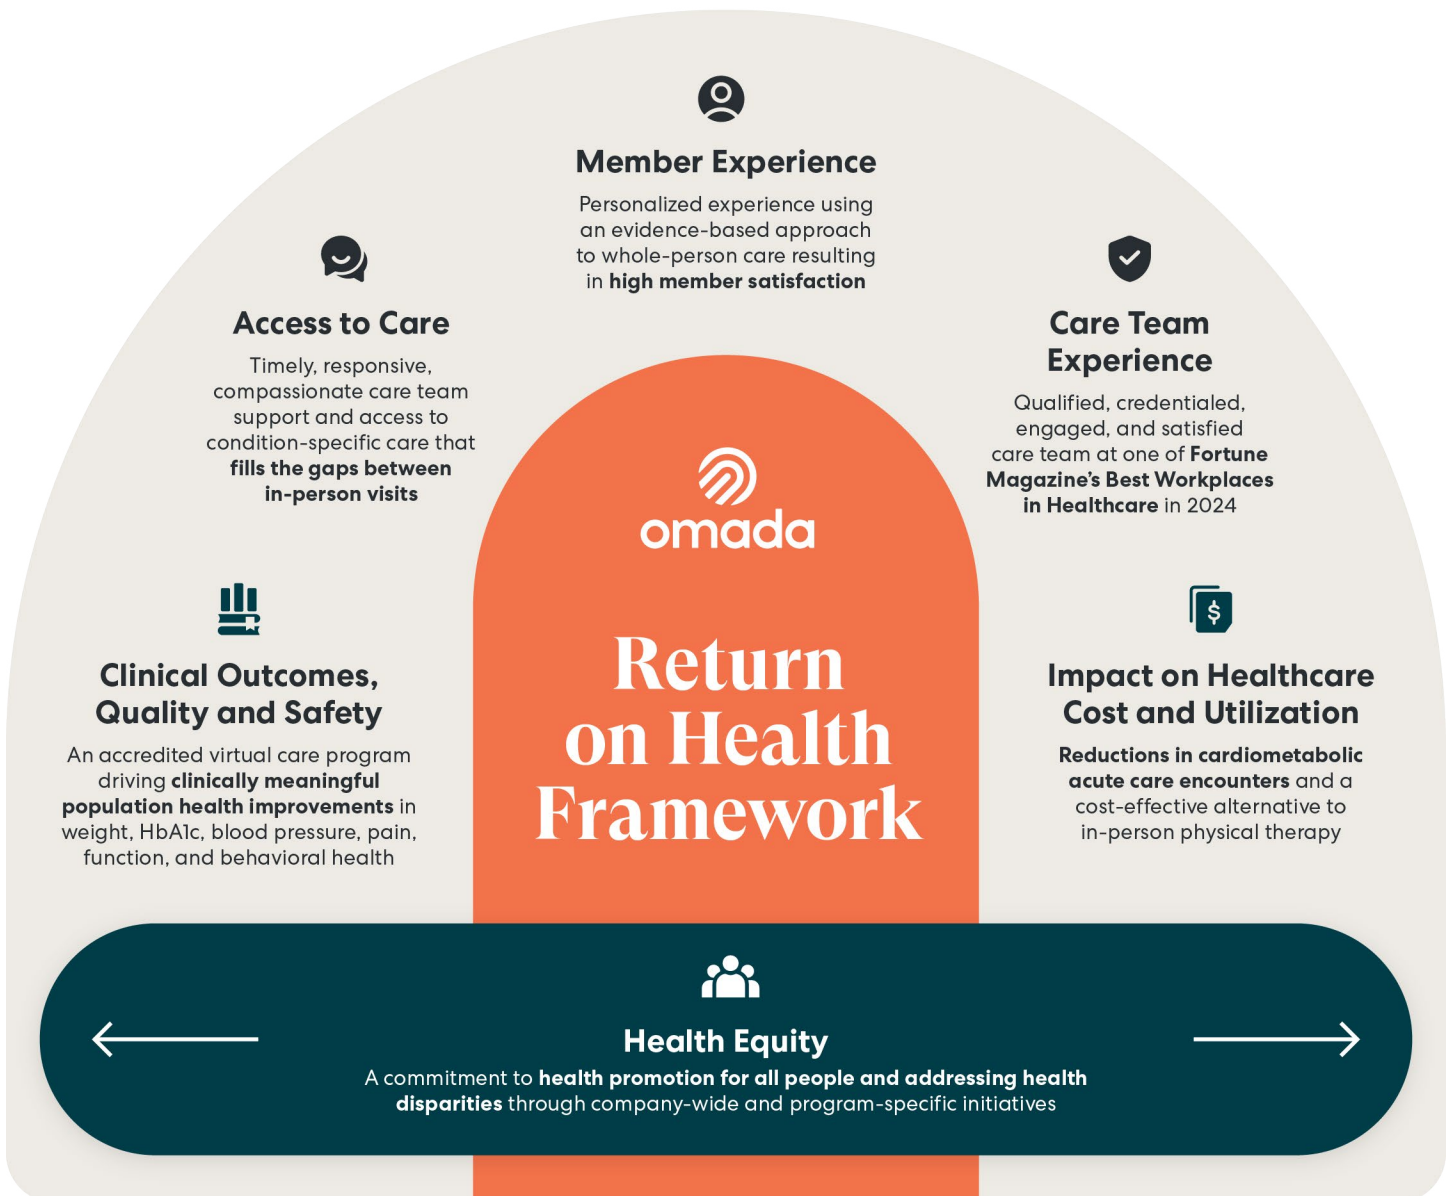 Member Experience
Personalized experience using
an evidence-based approach
to whole-person care resulting
in high member satisfaction
Access to Care
Timely, responsive,
compassionate care team
support and access to
condition-specific care that
fills the gaps between
in-person visits
Care Team
Experience
Qualified, credentialed,
engaged, and satisfied
care team at one of Fortune
Magazine’s Best Workplaces
in Healthcare in 2024
omada
Return
on Health
Framework
Clinical Outcomes,
Quality and Safety
An accredited virtual care program
driving clinically meaningful
population health improvements in
weight, HbA1c, blood pressure, pain,
function, and behavioral health
$
Impact on Healthcare
Cost and Utilization
Reductions in cardiometabolic
acute care encounters and a
cost-effective alternative to
in-person physical therapy
Health Equity
A commitment to health promotion for all people and addressing health
disparities through company-wide and program-specific initiatives